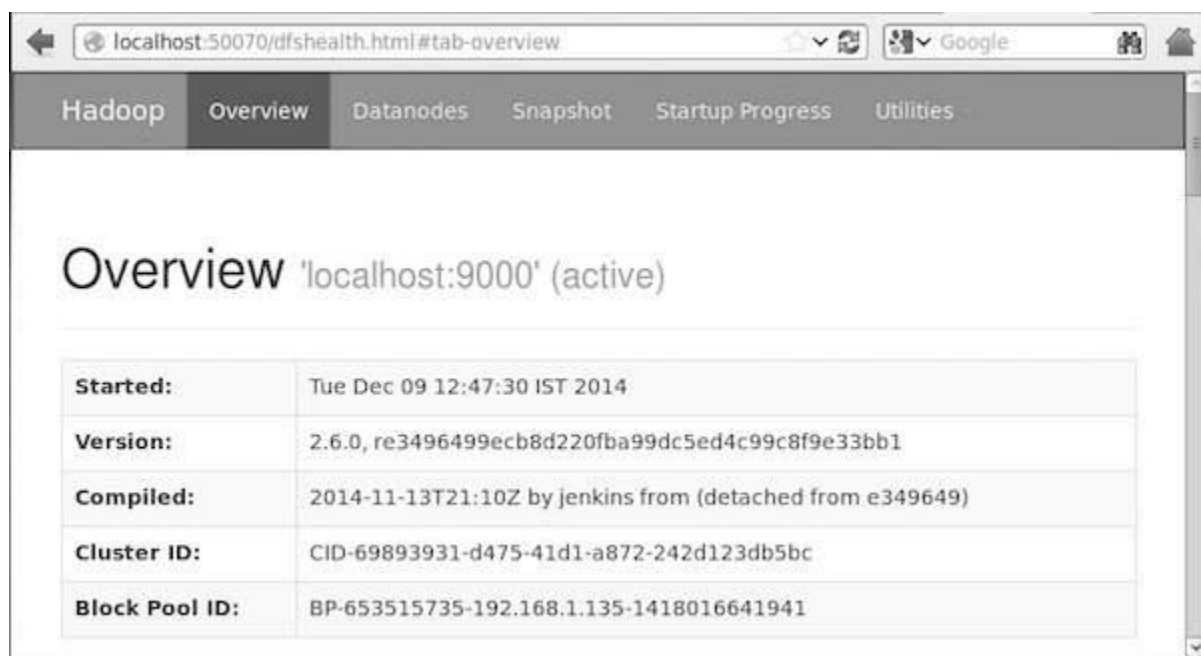 localhost:50070/dfshealth.html#tab-overview Google
Hadoop Overview Datanodes Snapshot Startup Progress Utilities
Overview 'localhost:9000' (active)
Started: Tue Dec 09 12:47:30 IST 2014
Version: 2.6.0, re3496499ecb8d220fba99dc5ed4c99c8f9e33bb1
Compiled: 2014-11-13T21:10Z by jenkins from (detached from e349649)
Cluster ID: CID-69893931-d475-41d1-a872-242d123db5bc
Block Pool ID: BP-653515735-192.168.1.135-1418016641941